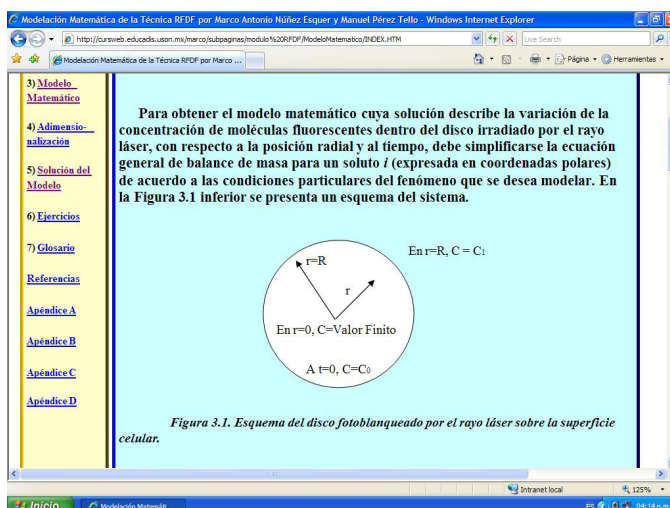 Modelación Matemática de la Técnica RFDF por Marco Antonio Núñez Esquer y Manuel Pérez Tello - Windows Internet Explorer
http://cursweb.educadis.uson.mx/marco/subpaginas/modulo%20RFDF/ModeloMatematico/INDEX.HTM
Live Search
Modelación Matemática de la Técnica RFDF por Marco ...
Página
Herramientas
3) Modelo
Matemático
4) Adimensio-
nalización
5) Solución del
Modelo
6) Ejercicios
7) Glosario
Referencias
Apéndice A
Apéndice B
Apéndice C
Apéndice D
Para obtener el modelo matemático cuya solución describe la variación de la
concentración de moléculas fluorescentes dentro del disco irradiado por el rayo
láser, con respecto a la posición radial y al tiempo, debe simplificarse la ecuación
general de balance de masa para un soluto i (expresada en coordenadas polares)
de acuerdo a las condiciones particulares del fenómeno que se desea modelar. En
la Figura 3.1 inferior se presenta un esquema del sistema.
En r=R, C = C1
r=R
r
En r=0, C=Valor Finito
A t=0, C=C0
Figura 3.1. Esquema del disco fotoblanqueado por el rayo láser sobre la superficie
celular.
Intranet local
125%
Inicio
Modelación Matemáti...
ES
04:14 p.m.